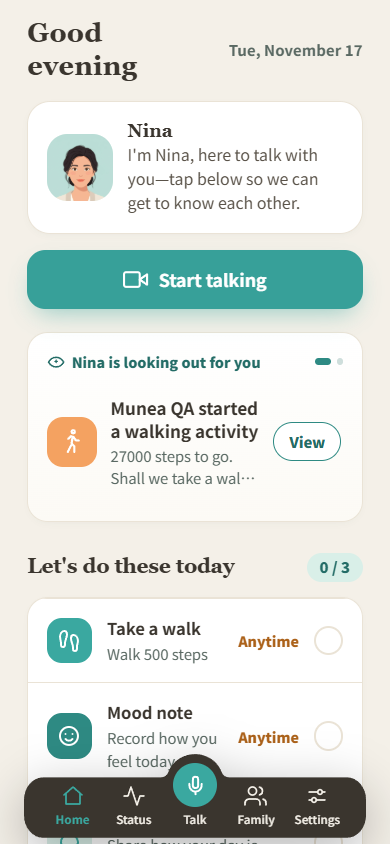 Good
evening
Tue, November 17
Nina
I'm Nina, here to talk with
you—tap below so we can
get to know each other.
Start talking
Nina is looking out for you
Munea QA started
a walking activity
27000 steps to go.
Shall we take a wal…
View
Let's do these today
0 / 3
Take a walk
Walk 500 steps
Anytime
Mood note
Record how you
feel today
Anytime
Home
Status
Talk
Family
Settings